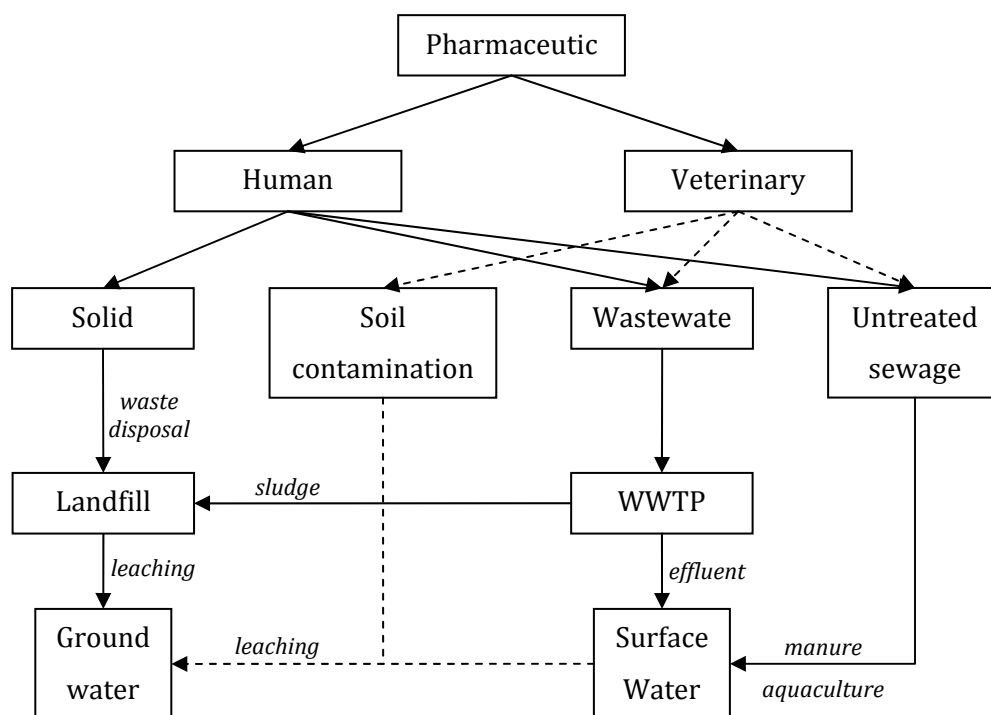 Pharmaceutic
Human
Veterinary
Solid
Soil
contamination
Wastewate
Untreated
sewage
waste
disposal
Landfill
sludge
WWTP
leaching
effluent
Ground
water
leaching
Surface
Water
manure
aquaculture